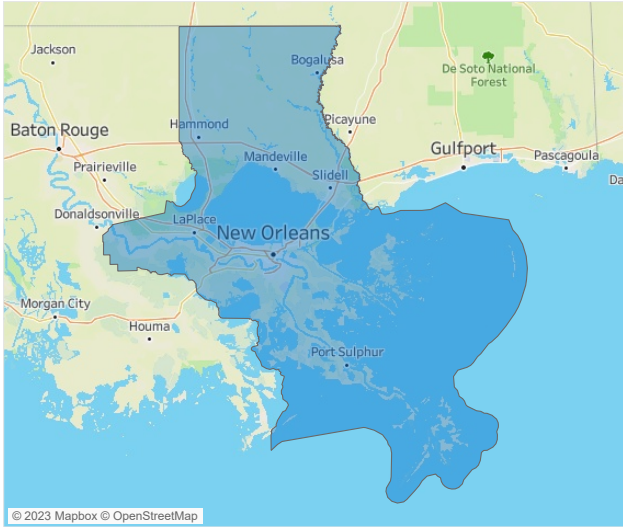 Jackson
Bogalusa
De Soto National
Forest
Picayune
Hammond
Baton Rouge
Gulfport
Mandeville
Pascagoula
Prairieville
Slidell
Da
Donaldsonville
LaPlace
New Orleans
Morgan City
Houma
Port Sulphur
© 2023 Mapbox © OpenStreetMap